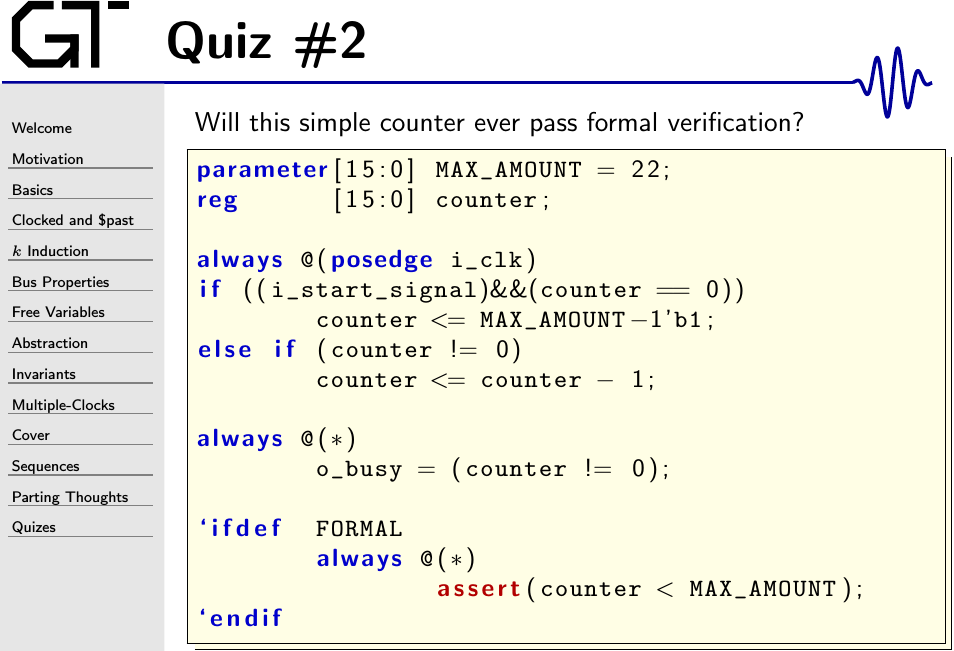 GT
Quiz #2
Welcome
Motivation
Basics
Clocked and $past
k Induction
Bus Properties
Free Variables
Abstraction
Invariants
Multiple-Clocks
Cover
Sequences
Parting Thoughts
Quizes
Will this simple counter ever pass formal verification?
parameter [15:0] MAX_AMOUNT = 22;
reg [15:0] counter;
always @(posedge i_clk)
if ((i_start_signal)&&(counter == 0))
counter <= MAX_AMOUNT-1'b1;
else if (counter != 0)
counter <= counter - 1;
always @(*)
o_busy = (counter != 0);
‘ifdef FORMAL
always @(*)
assert(counter < MAX_AMOUNT);
‘endif